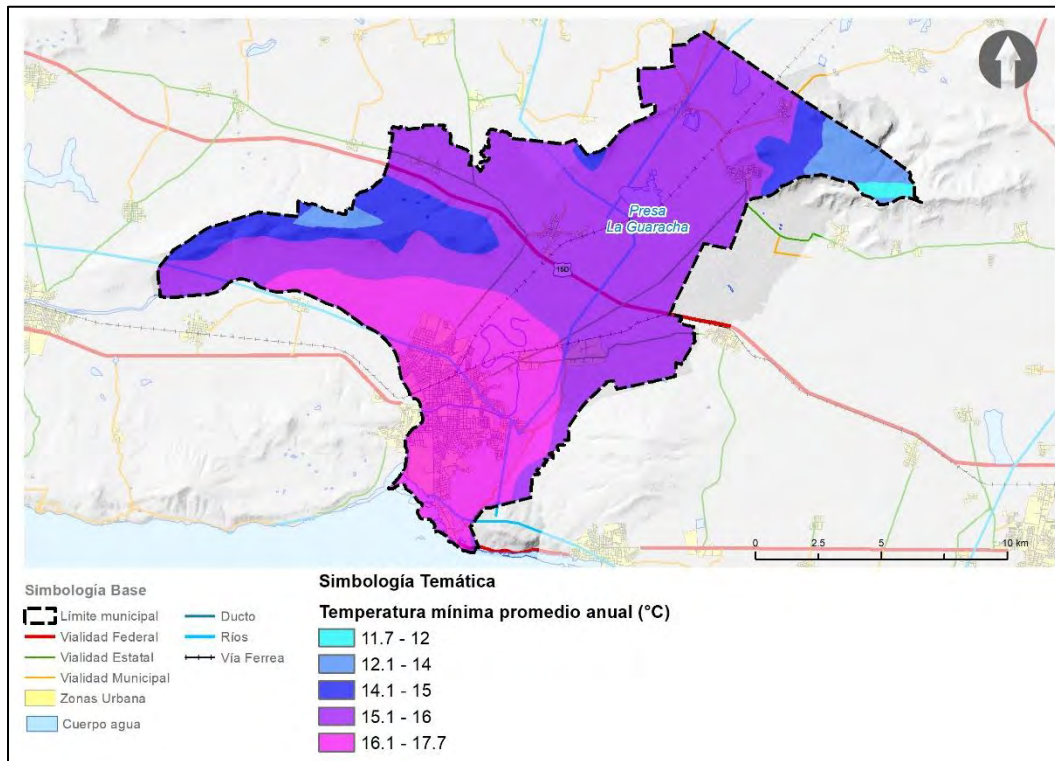 Presa
La Guaracha
15D
0 2.5 5 10 km
Simbología Base
Límite municipal
Vialidad Federal
Vialidad Estatal
Vialidad Municipal
Zonas Urbana
Cuerpo agua
Ducto
Ríos
Vía Ferrea
Simbología Temática
Temperatura mínima promedio anual (°C)
11.7 - 12
12.1 - 14
14.1 - 15
15.1 - 16
16.1 - 17.7